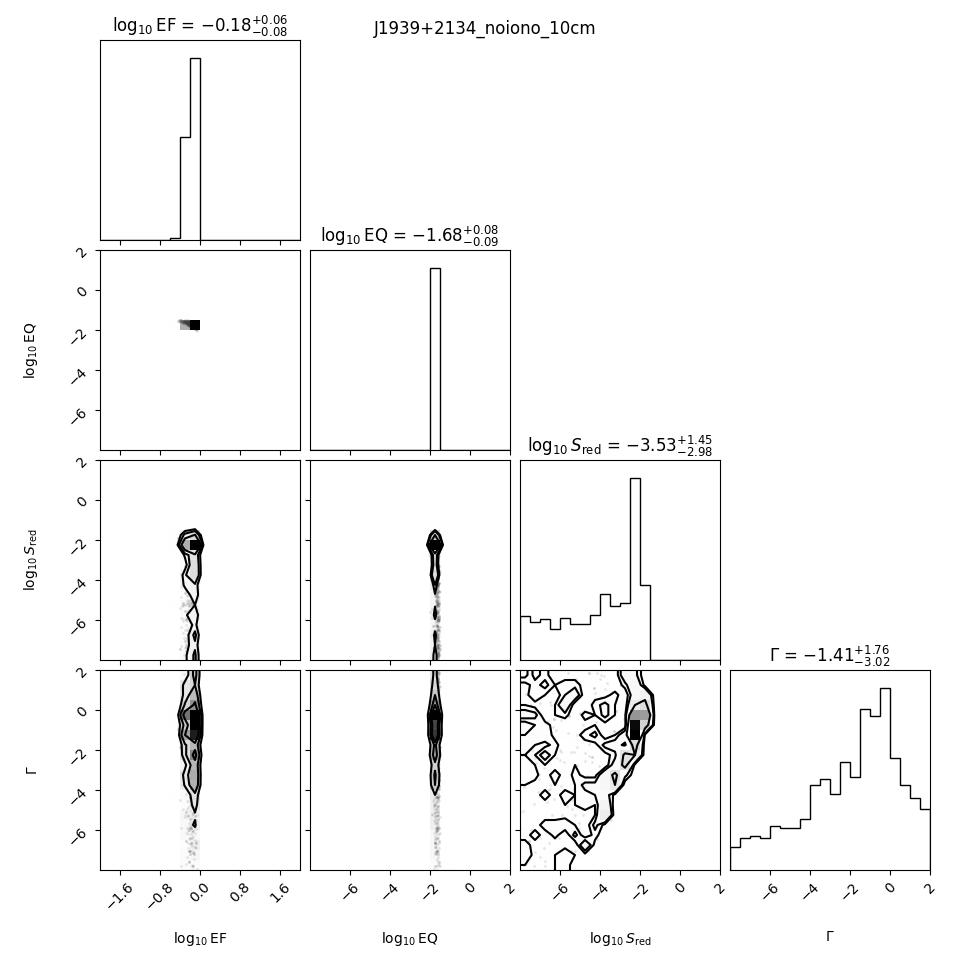 J1939+2134_noiono_10cm
log₁₀ EF = −0.18⁺⁰·⁰⁶₋₀.₀₈
log₁₀ EQ = −1.68⁺⁰·⁰⁸₋₀.₀₉
2
0
−2
−4
−6
log₁₀ EQ
log₁₀ S_red = −3.53⁺¹·⁴⁵₋₂.₉₈
2
0
−2
−4
−6
log₁₀ S_red
Γ = −1.41⁺¹·⁷⁶₋₃.₀₂
2
0
−2
−4
−6
Γ
−1.6 −0.8 0.0 0.8 1.6
−6 −4 −2 0 2
−6 −4 −2 0 2
−6 −4 −2 0 2
log₁₀ EF
log₁₀ EQ
log₁₀ S_red
Γ